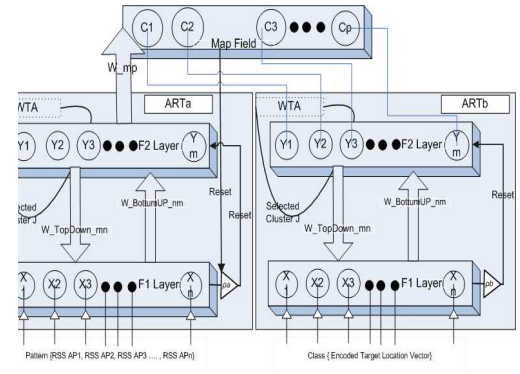 C1 C2 C3 Cp
Map Field
W_mp
WTA ARTa WTA ARTb
Y1 Y2 Y3 F2 Layer Y m
Y1 Y2 Y3 F2 Layer Y m
Selected Cluster J
W_TopDown_mn
W_BottumUP_nm
Reset
Reset
Selected Cluster J
W_TopDown_mn
W_BottumUP_nm
Reset
X 1 X2 X3 F1 Layer X n pa
X 1 X2 X3 F1 Layer X n pb
Pattern {RSS AP1, RSS AP2, RSS AP3 .... , RSS APn}
Class { Encoded Target Location Vector}